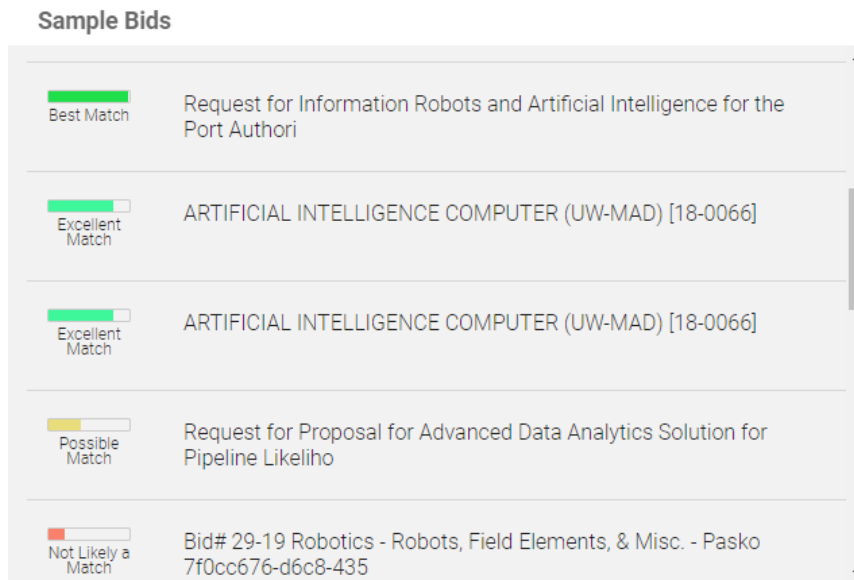 Sample Bids
Best Match
Request for Information Robots and Artificial Intelligence for the
Port Authori
Excellent
Match
ARTIFICIAL INTELLIGENCE COMPUTER (UW-MAD) [18-0066]
Excellent
Match
ARTIFICIAL INTELLIGENCE COMPUTER (UW-MAD) [18-0066]
Possible
Match
Request for Proposal for Advanced Data Analytics Solution for
Pipeline Likeliho
Not Likely a
Match
Bid# 29-19 Robotics - Robots, Field Elements, & Misc. - Pasko
7f0cc676-d6c8-435